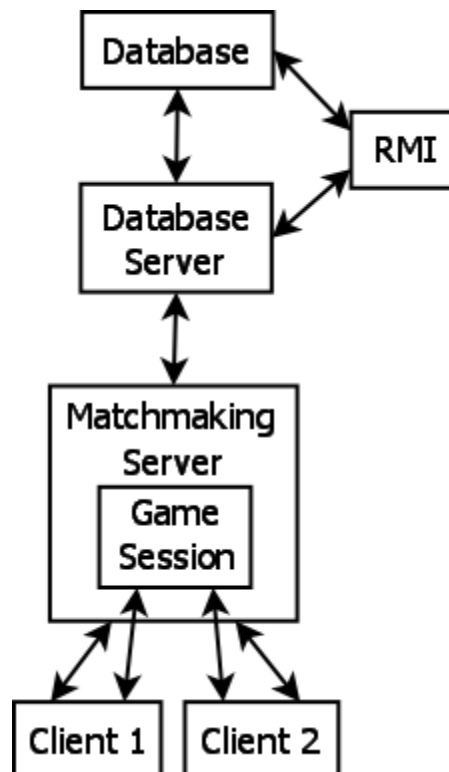 Database
RMI
Database
Server
Matchmaking
Server
Game
Session
Client 1
Client 2